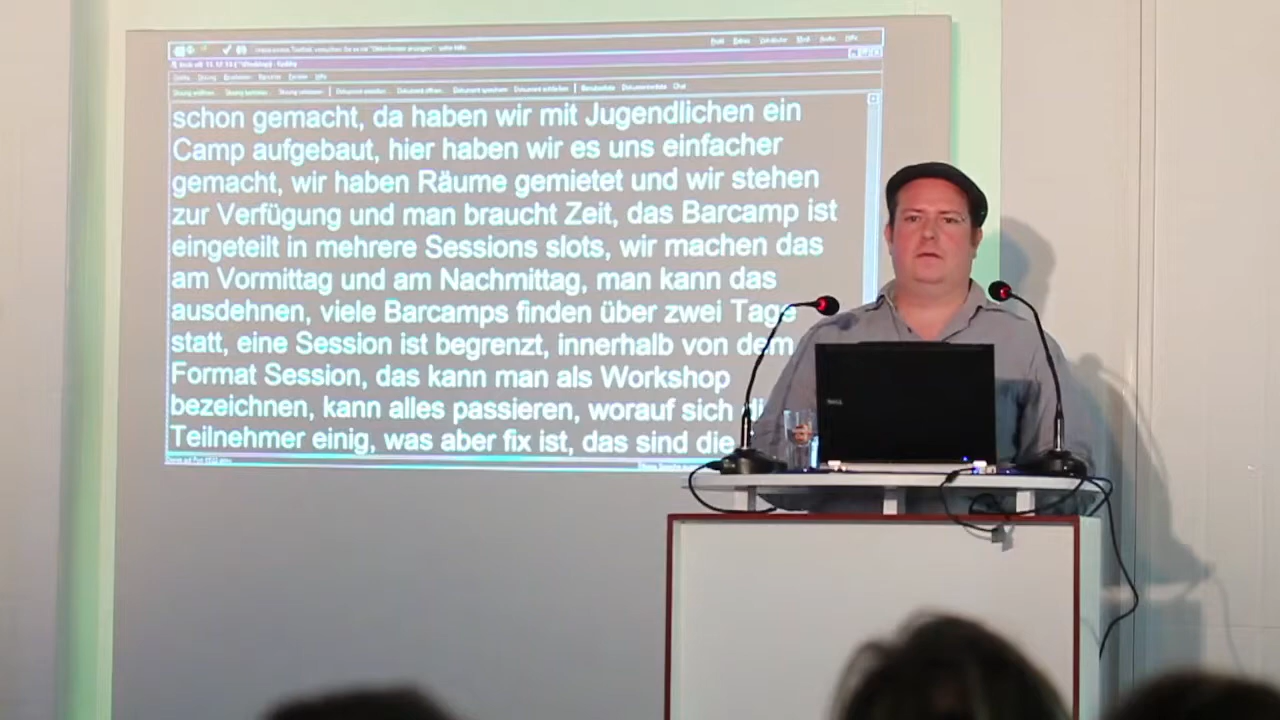 schon gemacht, da haben wir mit Jugendlichen ein
Camp aufgebaut, hier haben wir es uns einfacher
gemacht, wir haben Räume gemietet und wir stehen
zur Verfügung und man braucht Zeit, das Barcamp ist
eingeteilt in mehrere Sessions slots, wir machen das
am Vormittag und am Nachmittag, man kann das
ausdehnen, viele Barcamps finden über zwei Tage
statt, eine Session ist begrenzt, innerhalb von dem
Format Session, das kann man als Workshop
bezeichnen, kann alles passieren, worauf sich di
Teilnehmer einig, was aber fix ist, das sind die